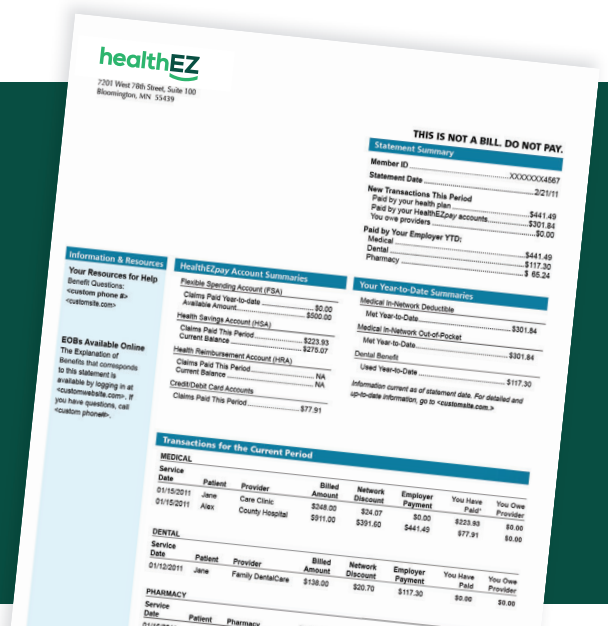 healthEZ
7201 West 78th Street, Suite 100
Bloomington, MN 55439
THIS IS NOT A BILL. DO NOT PAY.
Statement Summary
Member ID XXXXXXX4567
Statement Date 2/21/11
New Transactions This Period
Paid by your health plan $441.49
Paid by your HealthEZpay accounts $301.84
You owe providers $0.00
Paid by Your Employer YTD:
Medical $441.49
Dental $117.30
Pharmacy $ 65.24
Information & Resources
Your Resources for Help
Benefit Questions:
<custom phone #>
<customsite.com>
EOBs Available Online
The Explanation of
Benefits that corresponds
to this statement is
available by logging in at
<customwebsite.com>. If
you have questions, call
<custom phone#>.
HealthEZpay Account Summaries
Flexible Spending Account (FSA)
Claims Paid Year-to-date $0.00
Available Amount $500.00
Health Savings Account (HSA)
Claims Paid This Period $223.93
Current Balance $275.07
Health Reimbursement Account (HRA)
Claims Paid This Period NA
Current Balance NA
Credit/Debit Card Accounts
Claims Paid This Period $77.91
Your Year-to-Date Summaries
Medical In-Network Deductible
Met Year-to-Date $301.84
Medical In-Network Out-of-Pocket
Met Year-to-Date $301.84
Dental Benefit
Used Year-to-Date $117.30
Information current as of statement date. For detailed and
up-to-date information, go to <customsite.com.>
Transactions for the Current Period
MEDICAL
Service Date Patient Provider Billed Amount Network Discount Employer Payment You Have Paid* You Owe Provider
01/15/2011 Jane Care Clinic $248.00 $24.07 $0.00 $223.93 $0.00
01/15/2011 Alex County Hospital $911.00 $391.60 $441.49 $77.91 $0.00
DENTAL
Service Date Patient Provider Billed Amount Network Discount Employer Payment You Have Paid You Owe Provider
01/12/2011 Jane Family DentalCare $138.00 $20.70 $117.30 $0.00 $0.00
PHARMACY
Service
Date Patient Pharmacy